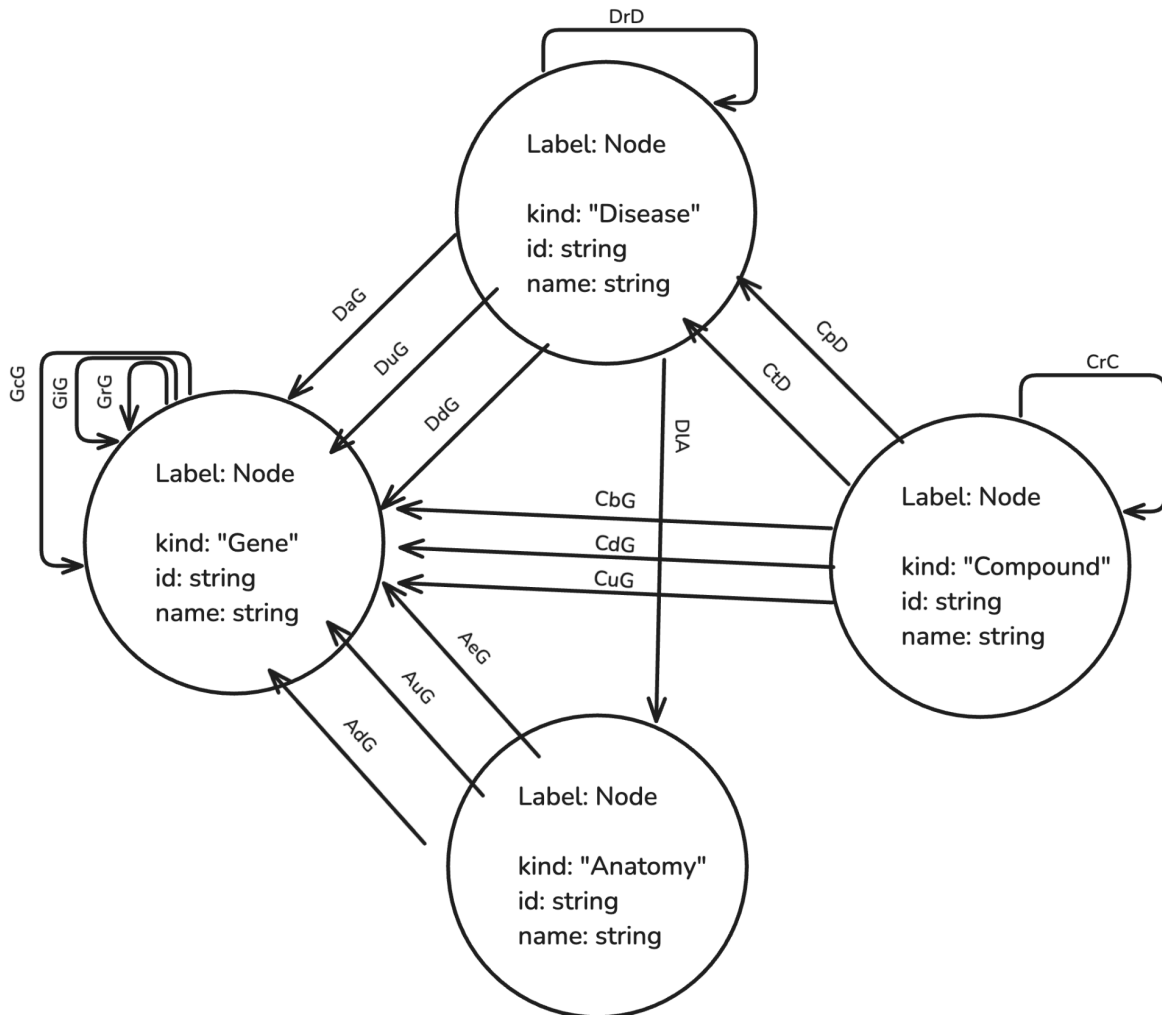 DrD
Label: Node
kind: "Disease"
id: string
name: string
DaG
DuG
DdG
CpD
CtD
DlA
CrC
GcG
GiG
GrG
Label: Node
kind: "Gene"
id: string
name: string
CbG
CdG
CuG
Label: Node
kind: "Compound"
id: string
name: string
AeG
AuG
AdG
Label: Node
kind: "Anatomy"
id: string
name: string